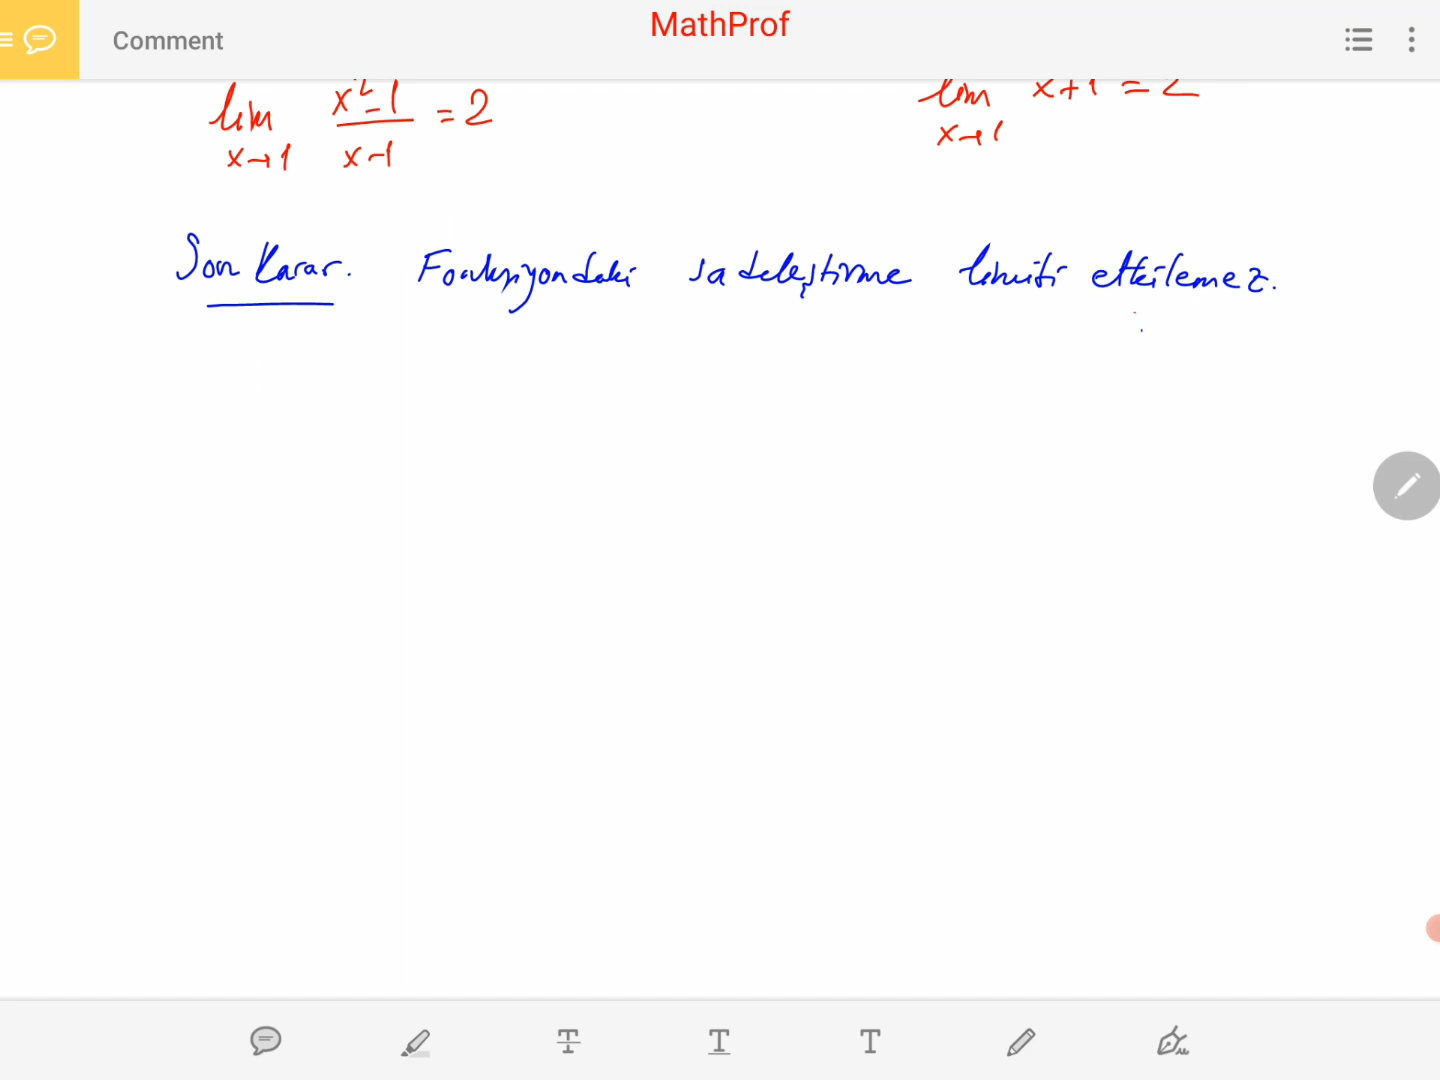 MathProf
Comment
lim x→1 x²-1/x-1 = 2
lim x→1 x+1 = 2
Son Karar. Fonksiyondaki sadeleştirme limiti etkilemez.